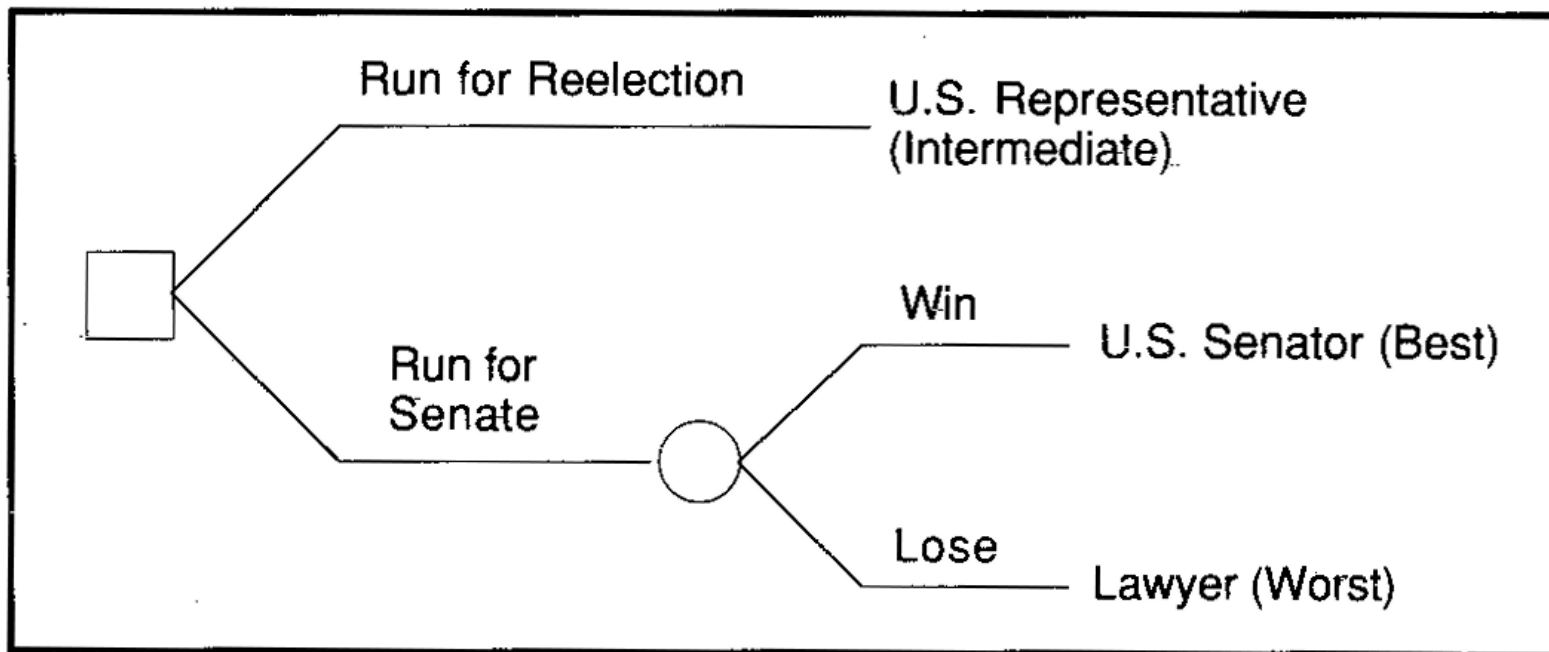 Run for Reelection
U.S. Representative
(Intermediate)
Run for
Senate
Win
U.S. Senator (Best)
Lose
Lawyer (Worst)